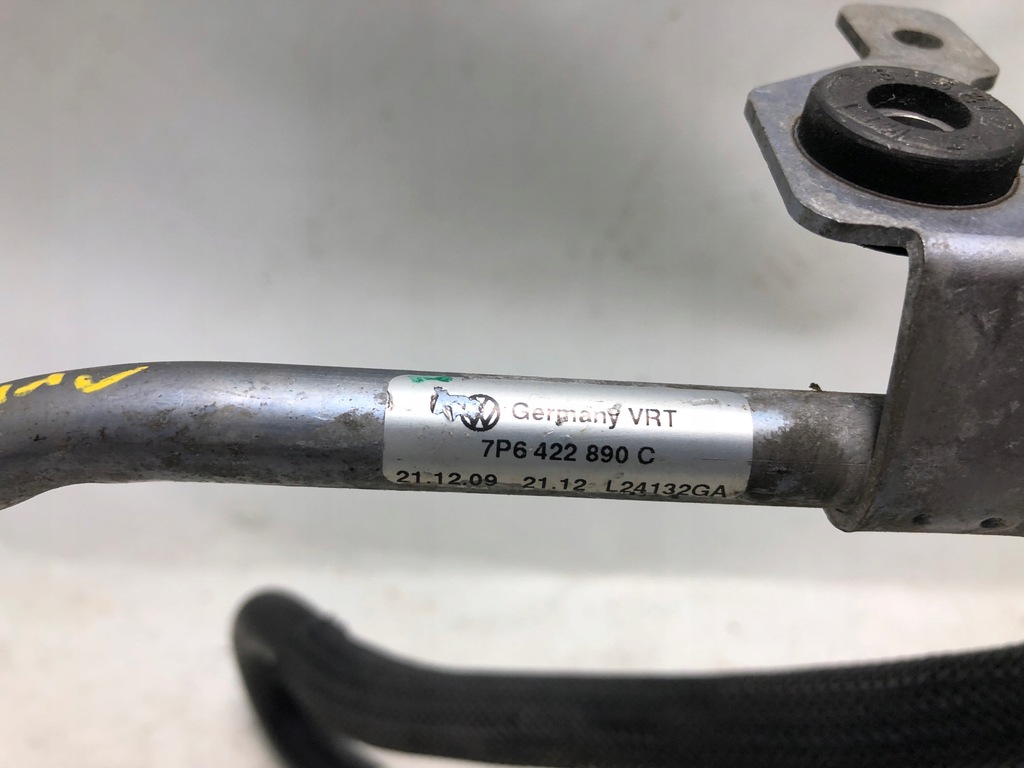 Germany VRT
7P6 422 890 C
21.12.09 21.12 L24132GA